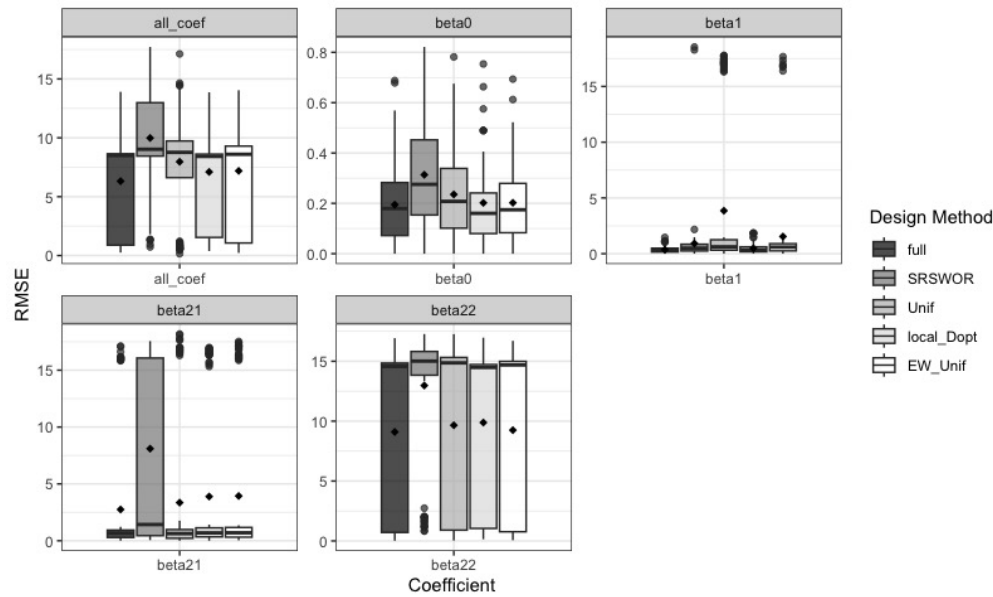 all_coef
beta0
beta1
15
10
5
0
0.8
0.6
0.4
0.2
0.0
15
10
5
0
all_coef
beta0
beta1
RMSE
beta21
beta22
15
10
5
0
15
10
5
0
beta21
beta22
Coefficient
Design Method
full
SRSWOR
Unif
local_Dopt
EW_Unif